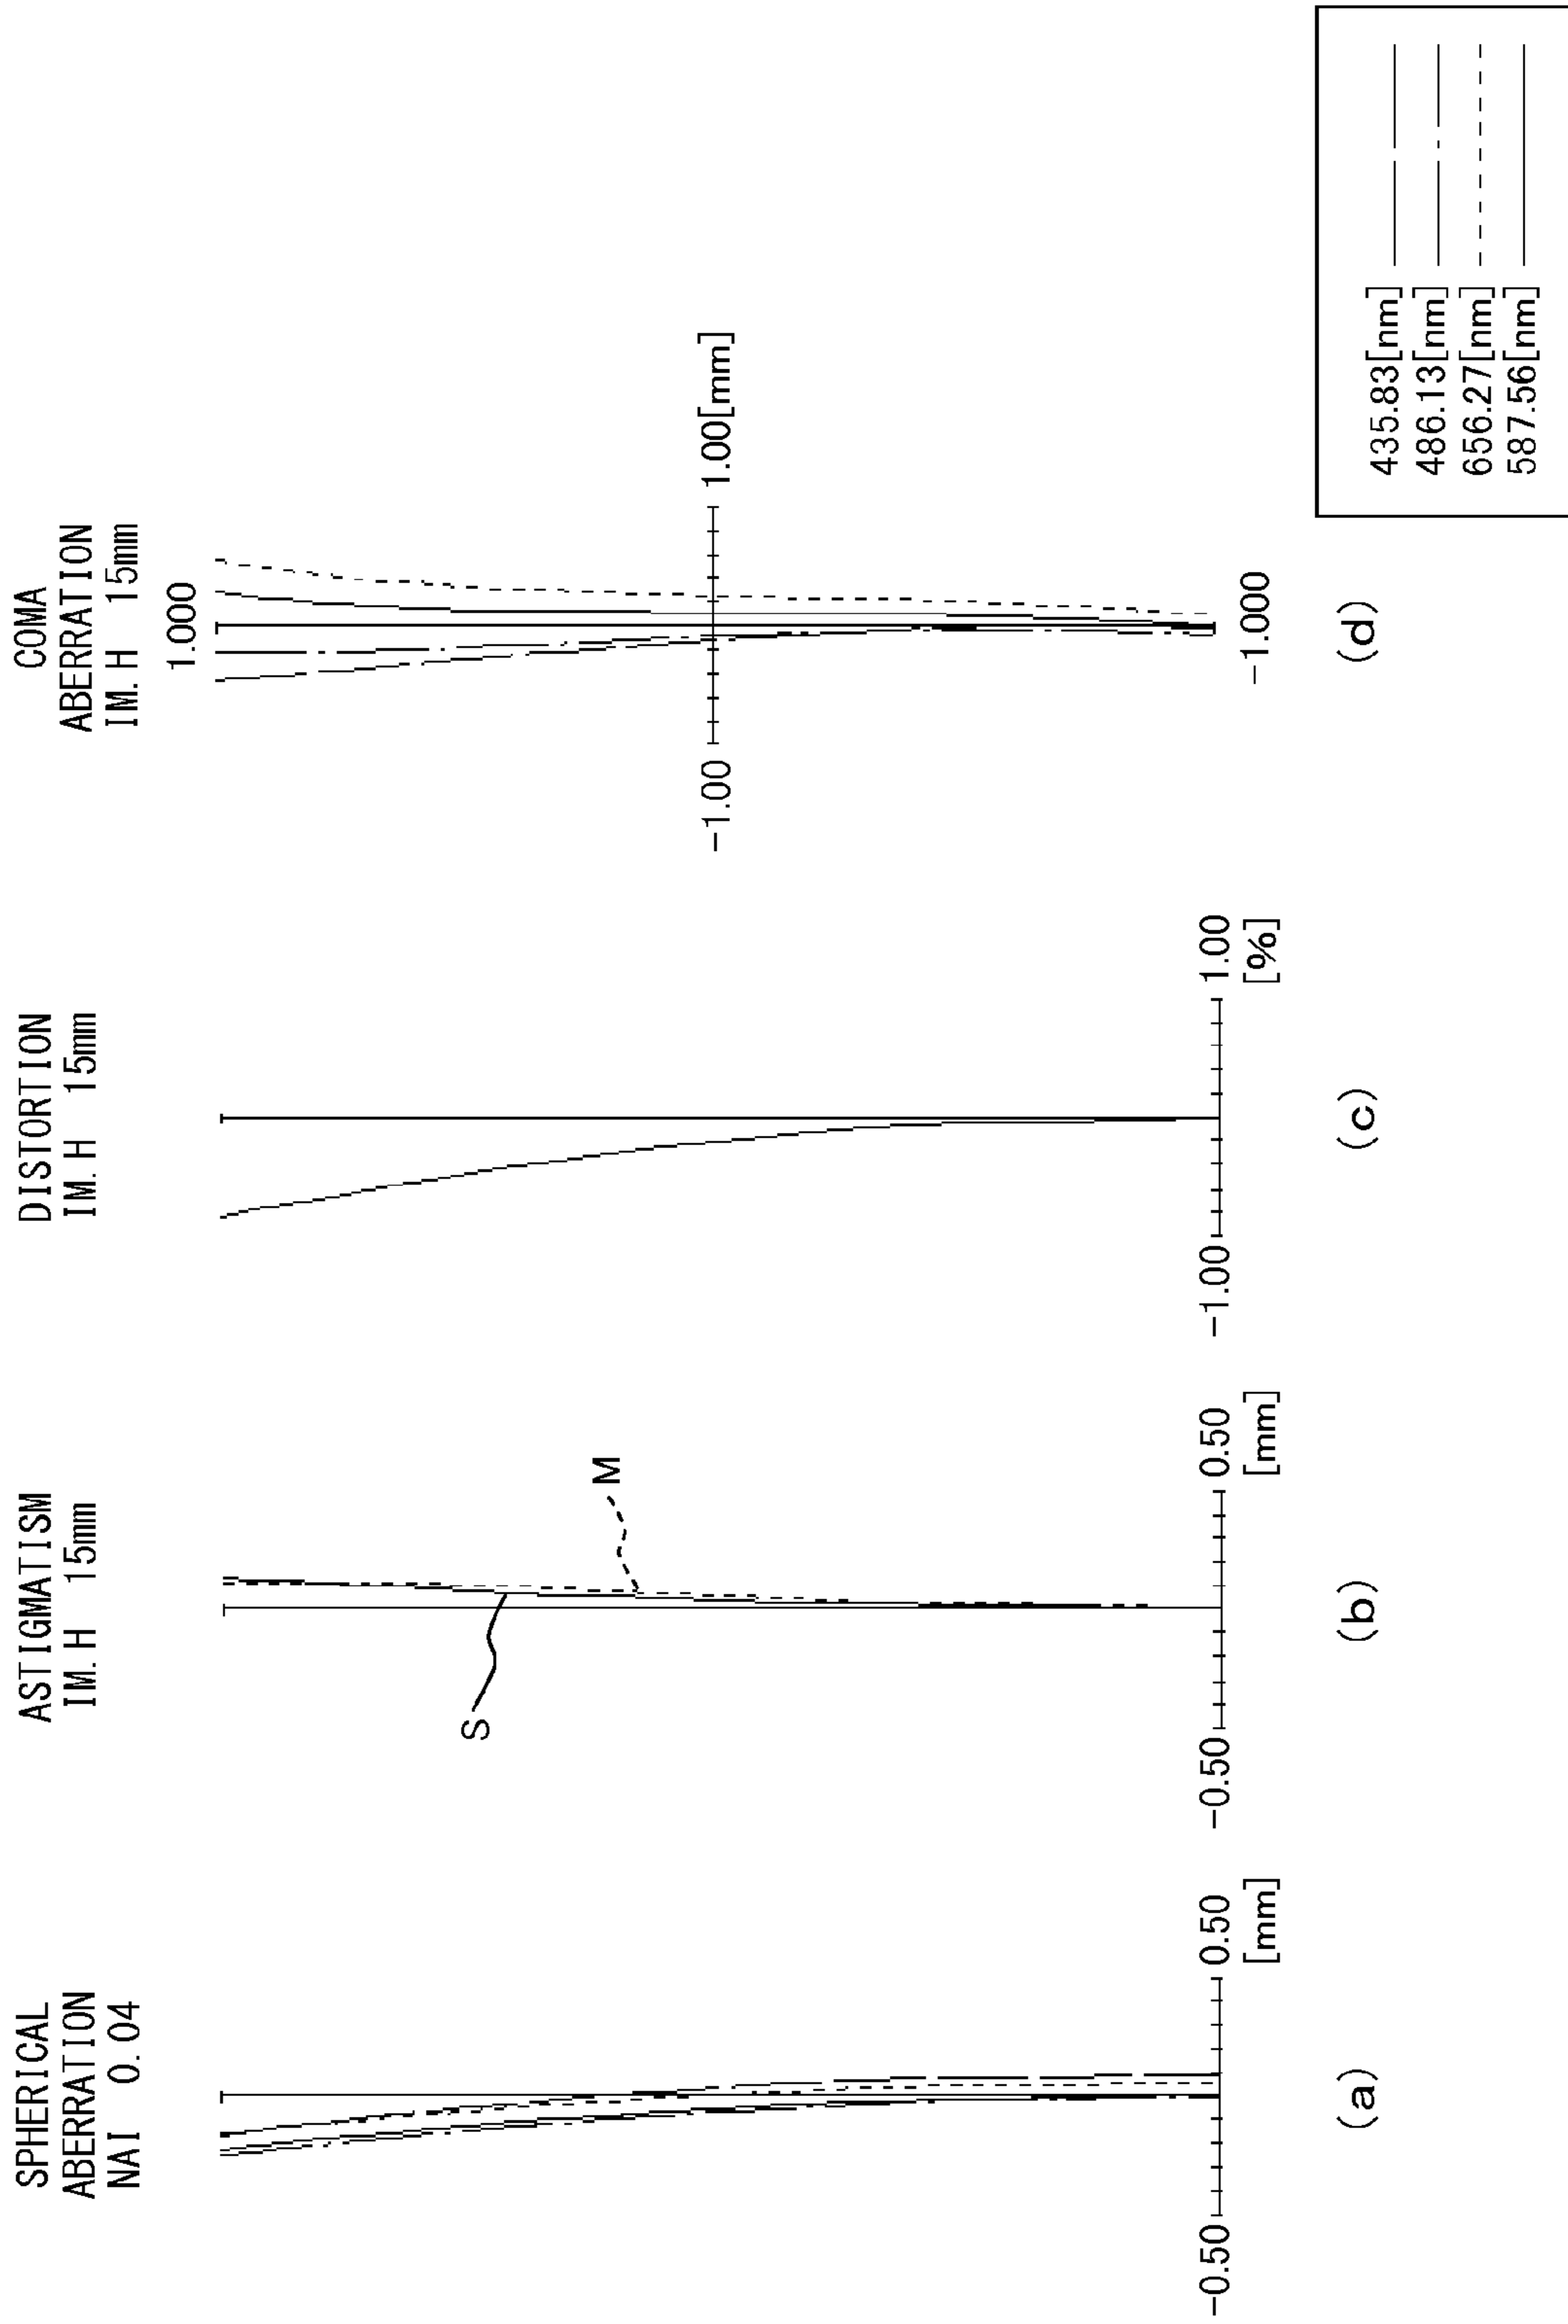 SPHERICAL
ABERRATION
NAI 0.04
-0.50
0.50
[mm]
(a)
ASTIGMATISM
IM.H 15mm
S
M
-0.50
0.50
[mm]
(b)
DISTORTION
IM.H 15mm
-1.00
1.00
[%]
(c)
COMA
ABERRATION
IM.H 15mm
1.000
-1.00
1.00[mm]
-1.000
(d)
435.83[nm]
486.13[nm]
656.27[nm]
587.56[nm]